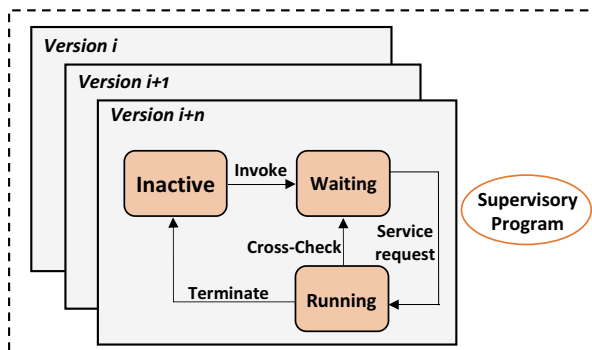 Version i
Version i+1
Version i+n
Inactive
Invoke
Waiting
Supervisory
Program
Cross-Check
Service
request
Terminate
Running